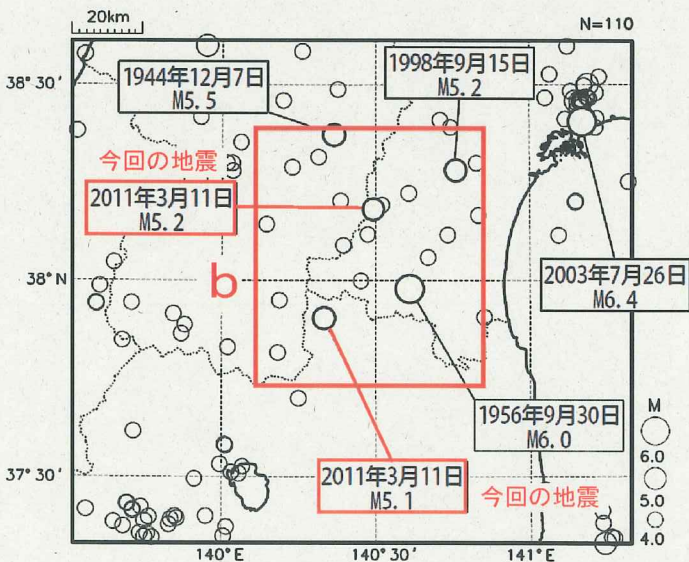 20km
N=110
38°30′
1944年12月7日
M5.5
1998年9月15日
M5.2
今回の地震
2011年3月11日
M5.2
38°N
b
2003年7月26日
M6.4
1956年9月30日
M6.0
37°30′
2011年3月11日
M5.1
今回の地震
M
6.0
5.0
4.0
140°E
140°30′
141°E